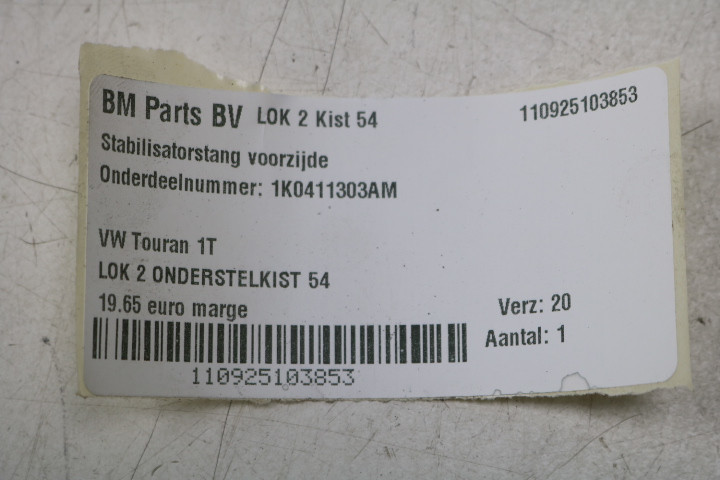 BM Parts BV LOK 2 Kist 54 110925103853
Stabilisatorstang voorzijde
Onderdeelnummer: 1K0411303AM
VW Touran 1T
LOK 2 ONDERSTELKIST 54
19.65 euro marge Verz: 20
Aantal: 1
110925103853